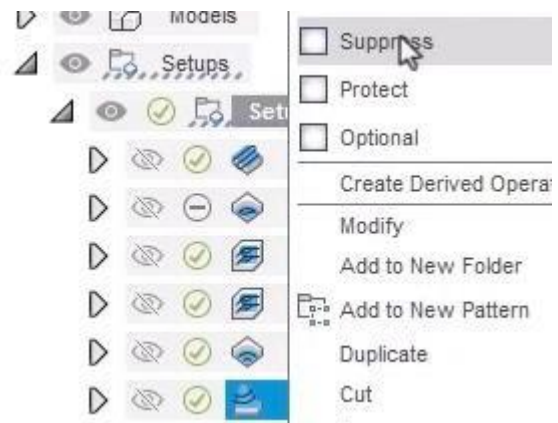 Models
Setups
Set
Suppress
Protect
Optional
Create Derived Operat
Modify
Add to New Folder
Add to New Pattern
Duplicate
Cut